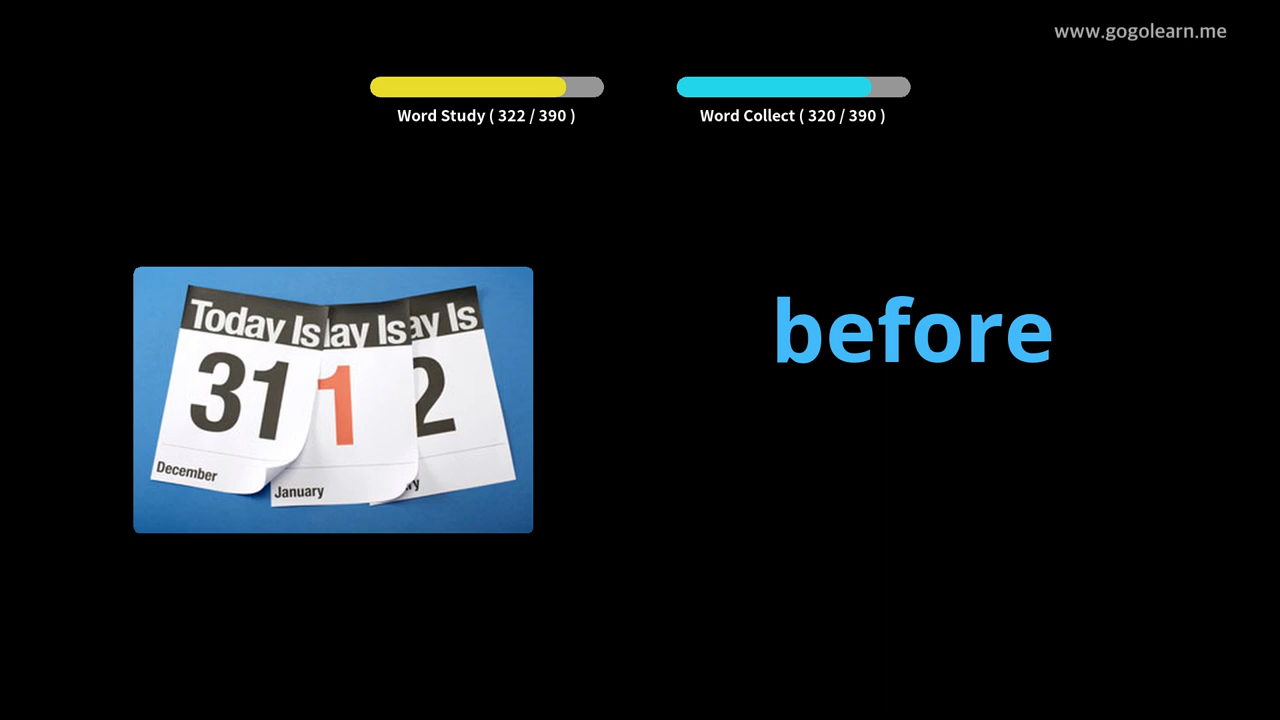 www.gogolearn.me
Word Study ( 322 / 390 )
Word Collect ( 320 / 390 )
Today Is
31
December
ay Is
1
January
ay Is
2
ry
before